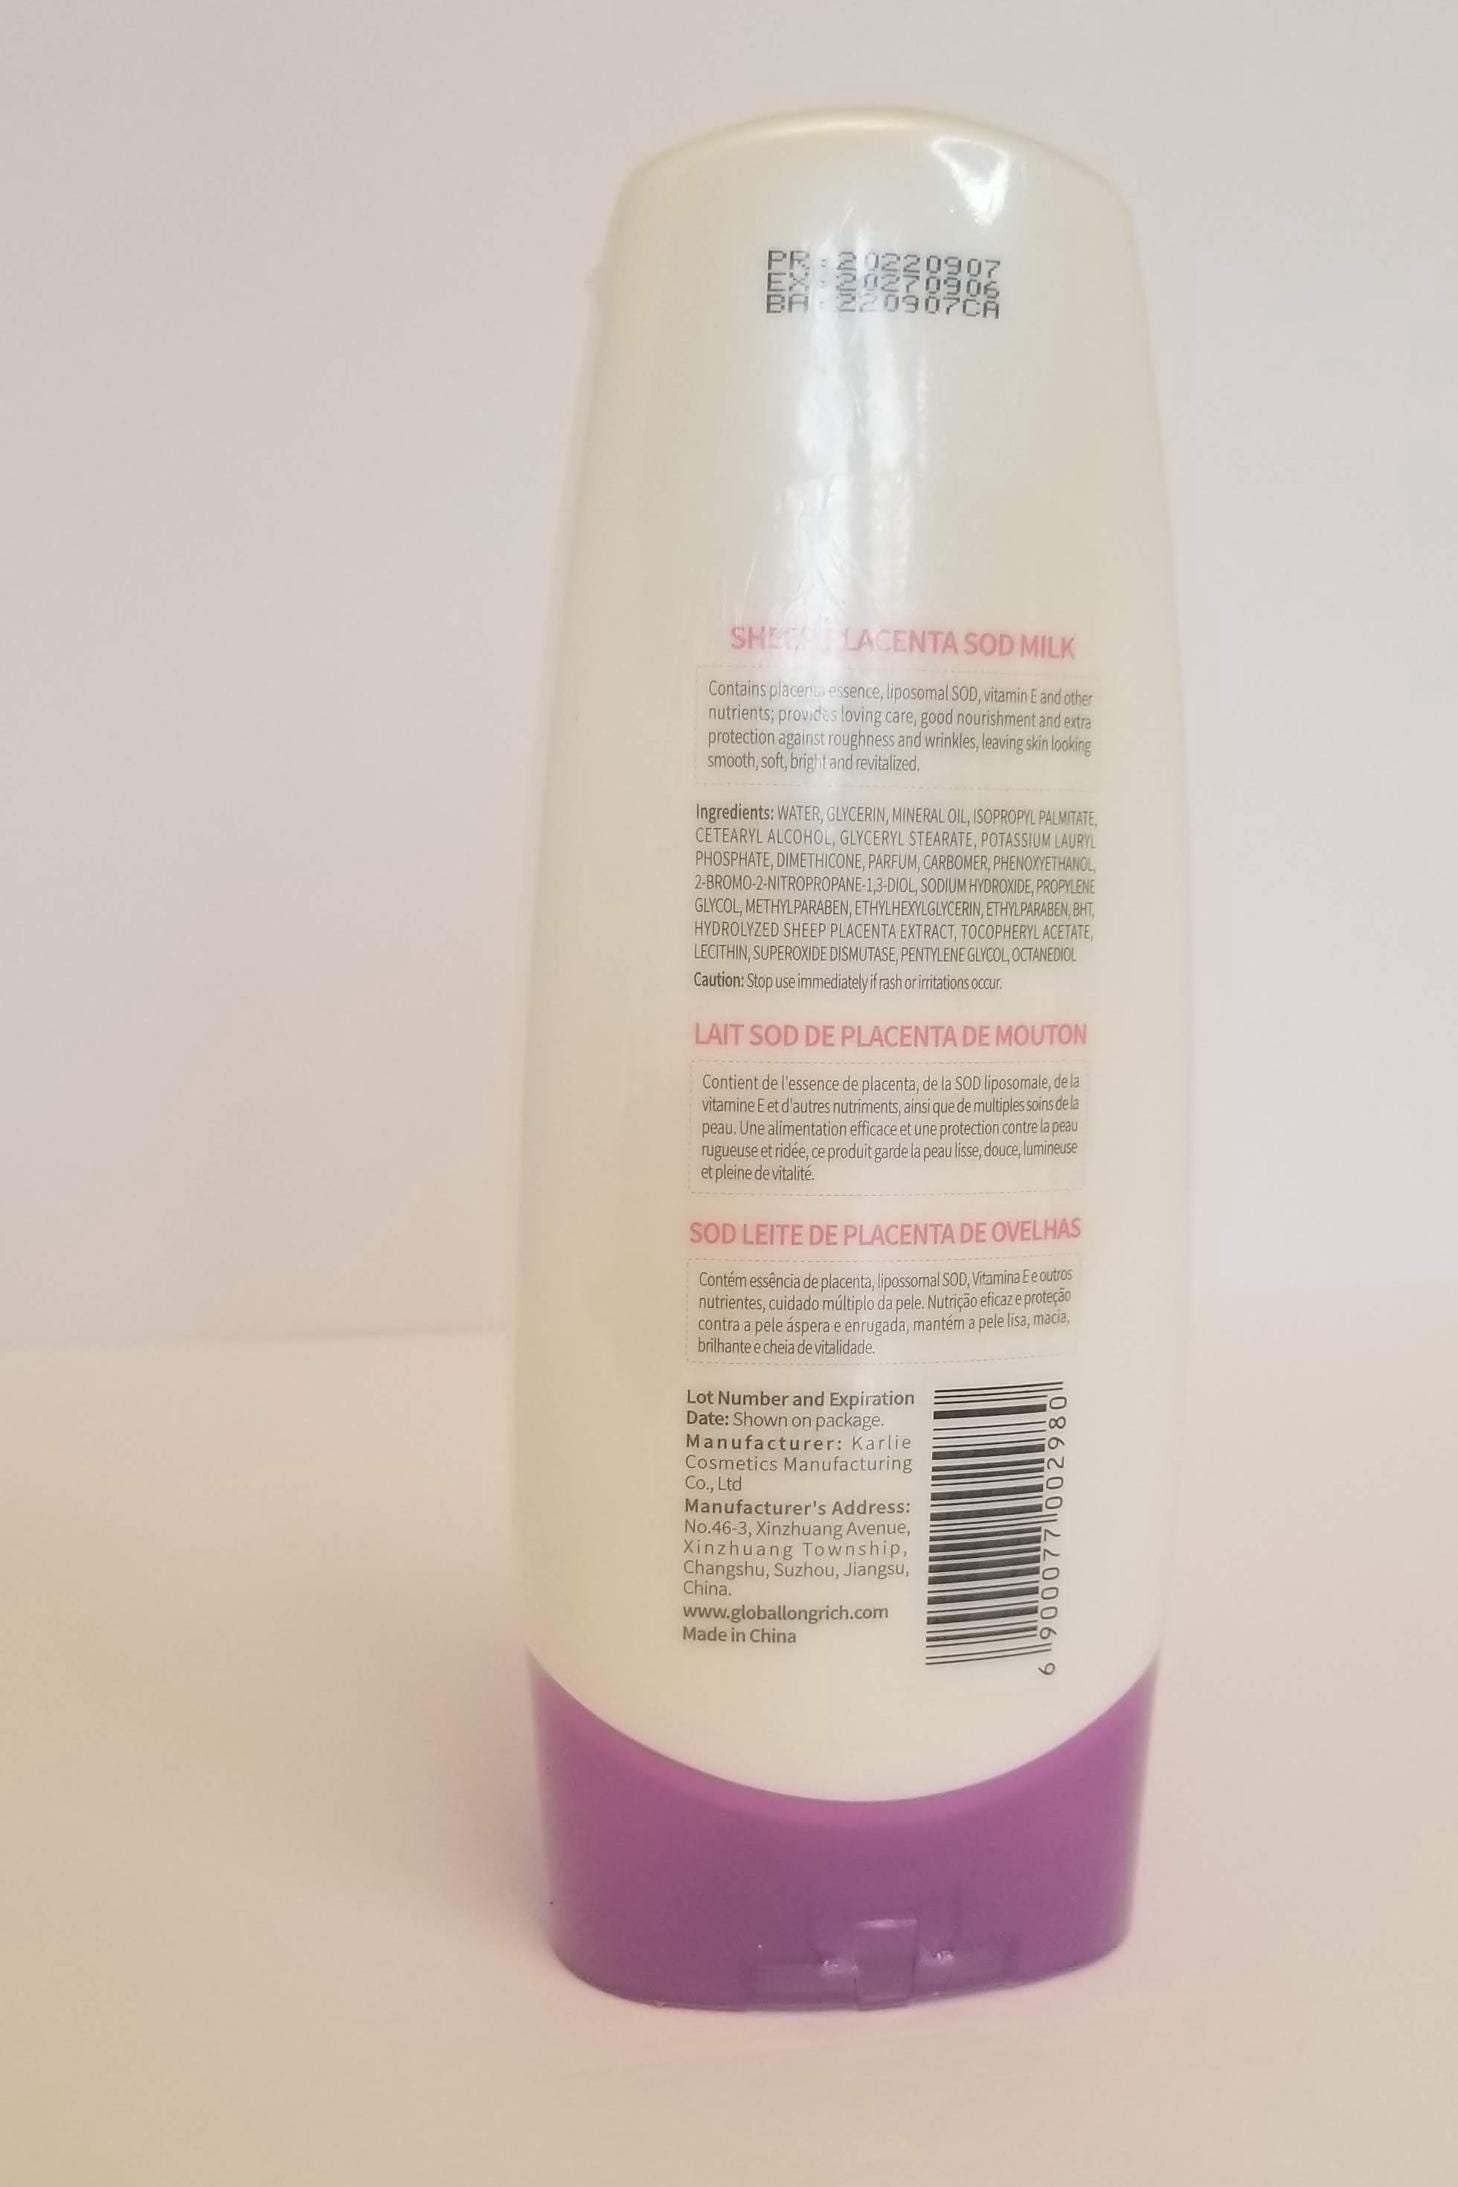 PR : 20220907
EX : 20270906
BA : 220907CA
SHEEP PLACENTA SOD MILK
Contains placenta essence, liposomal SOD, vitamin E and other
nutrients; provides loving care, good nourishment and extra
protection against roughness and wrinkles, leaving skin looking
smooth, soft, bright and revitalized.
Ingredients: WATER, GLYCERIN, MINERAL OIL, ISOPROPYL PALMITATE,
CETEARYL ALCOHOL, GLYCERYL STEARATE, POTASSIUM LAURYL
PHOSPHATE, DIMETHICONE, PARFUM, CARBOMER, PHENOXYETHANOL,
2-BROMO-2-NITROPROPANE-1,3-DIOL, SODIUM HYDROXIDE, PROPYLENE
GLYCOL, METHYLPARABEN, ETHYLHEXYLGLYCERIN, ETHYLPARABEN, BHT,
HYDROLYZED SHEEP PLACENTA EXTRACT, TOCOPHERYL ACETATE,
LECITHIN, SUPEROXIDE DISMUTASE, PENTYLENE GLYCOL, OCTANEDIOL
Caution: Stop use immediately if rash or irritations occur.
LAIT SOD DE PLACENTA DE MOUTON
Contient de l'essence de placenta, de la SOD liposomale, de la
vitamine E et d'autres nutriments, ainsi que de multiples soins de la
peau. Une alimentation efficace et une protection contre la peau
rugueuse et ridée, ce produit garde la peau lisse, douce, lumineuse
et pleine de vitalité.
SOD LEITE DE PLACENTA DE OVELHAS
Contém essência de placenta, lipossomal SOD, Vitamina E e outros
nutrientes, cuidado múltiplo da pele. Nutrição eficaz e proteção
contra a pele áspera e enrugada, mantém a pele lisa, macia,
brilhante e cheia de vitalidade.
Lot Number and Expiration
Date: Shown on package.
Manufacturer: Karlie
Cosmetics Manufacturing
Co., Ltd
Manufacturer's Address:
No.46-3, Xinzhuang Avenue,
Xinzhuang Township,
Changshu, Suzhou, Jiangsu,
China.
www.globallongrich.com
Made in China
6 900077 002980